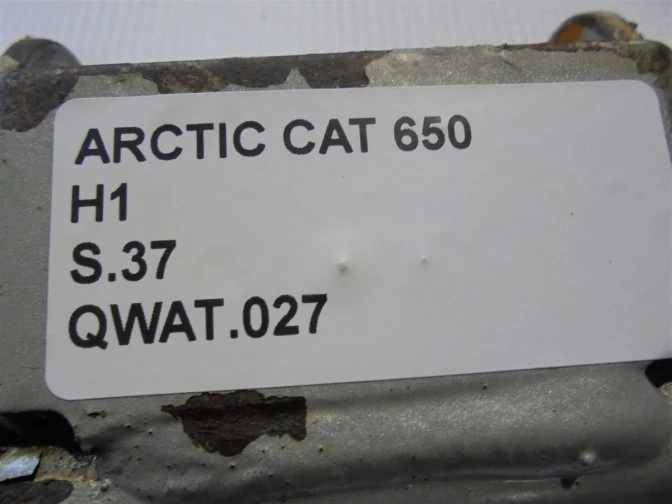 ARCTIC CAT 650
H1
S.37
QWAT.027